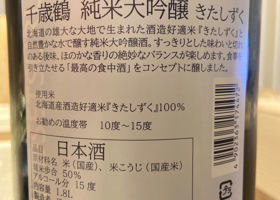 千歳鶴 純米大吟醸 きたしずく
北海道の雄大な大地で生まれた酒造好適米『きたしずく』と
自然豊かな水で醸す純米大吟醸酒。すっきりとした味わいとキレ
のある後味、ほのかな香りの絶妙なバランスが楽しめます。食事を
引き立たせる「最高の食中酒」をコンセプトに醸しました。
使用米
北海道産酒造好適米『きたしずく』100%
お勧めの温度帯 10度～15度
日本酒
品目
原材料名 米(国産)、米こうじ(国産米)
精米歩合 50%
アルコール分 15度
1.8L